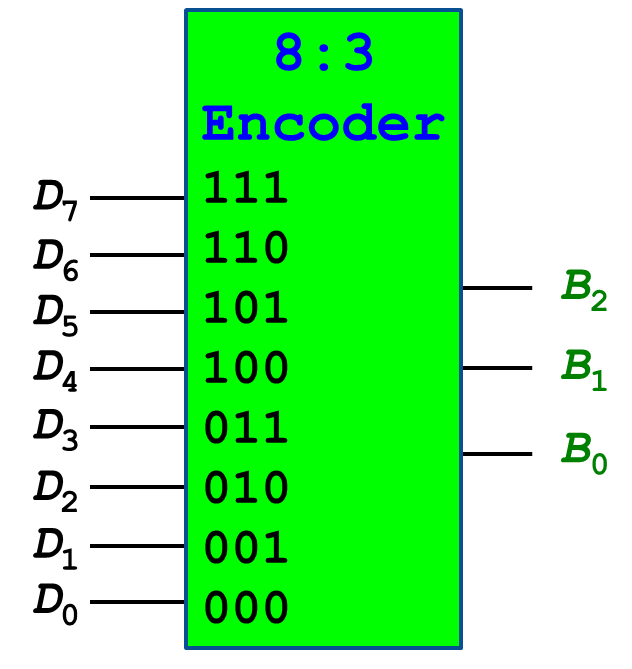 8:3
Encoder
D7 111
D6 110
D5 101
D4 100
D3 011
D2 010
D1 001
D0 000
B2
B1
B0